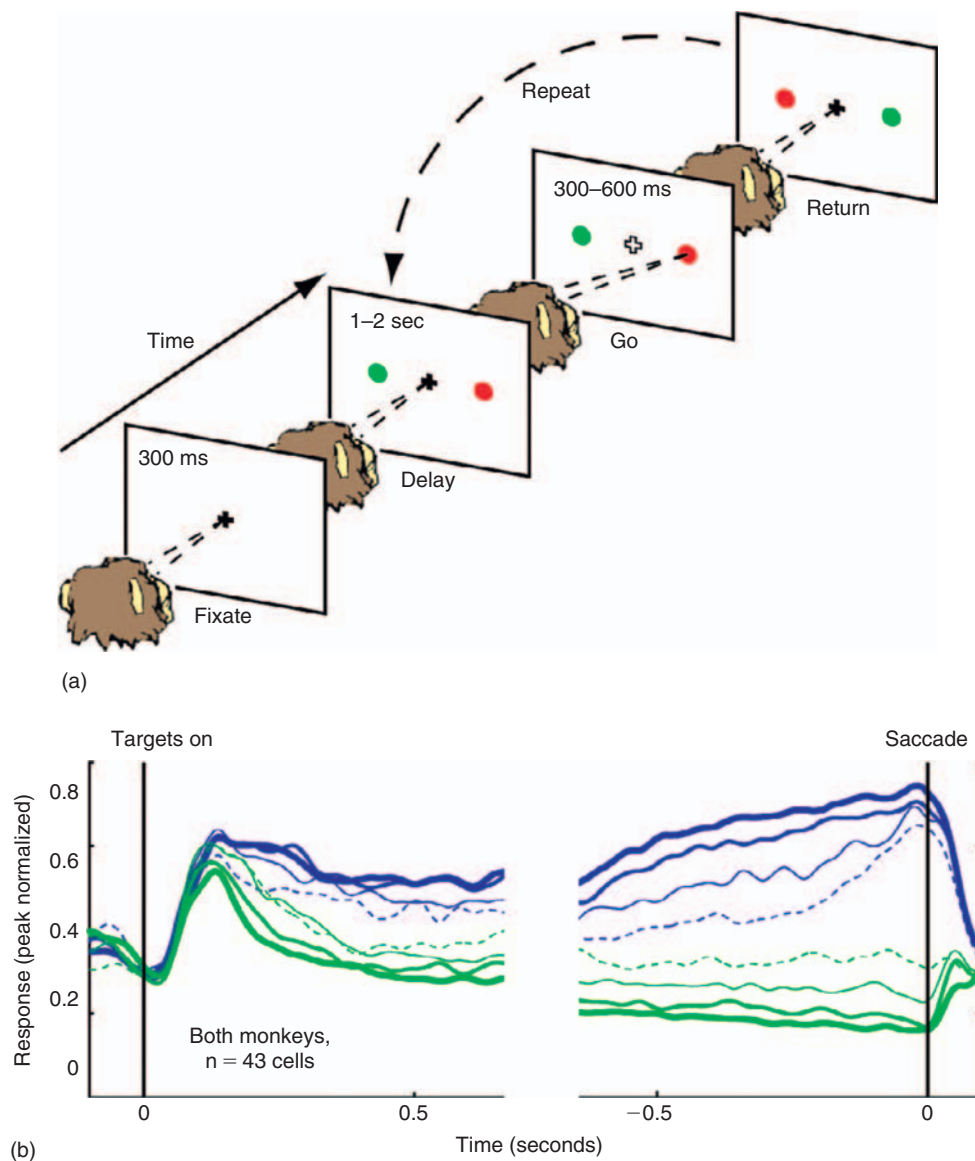 Repeat
300–600 ms
Return
1–2 sec
Go
Time
300 ms
Delay
Fixate
(a)
Targets on
Saccade
0.8
0.6
0.4
0.2
0
Response (peak normalized)
Both monkeys,
n = 43 cells
0
0.5
−0.5
0
Time (seconds)
(b)